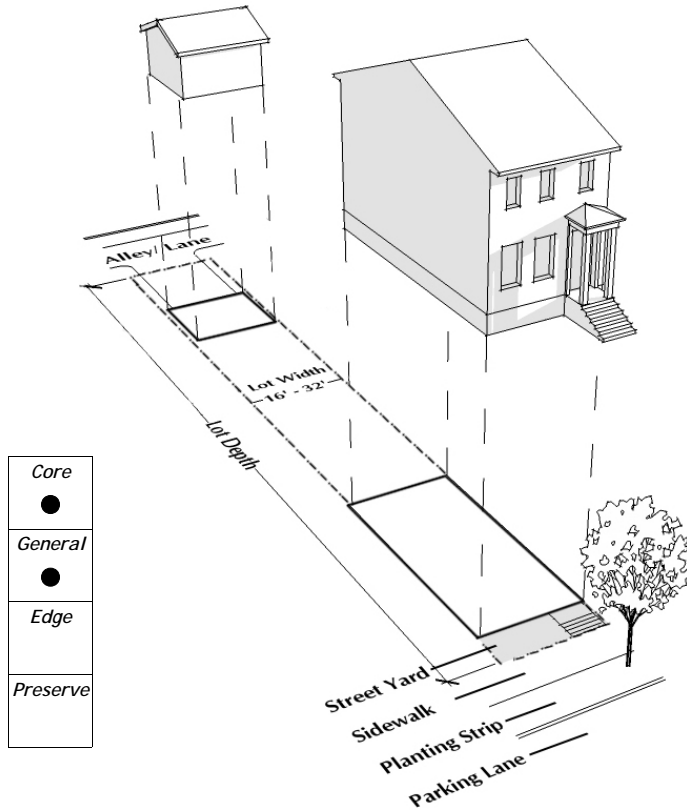 Alley/ Lane
Lot Width
16' - 32'
Lot Depth
Core
General
Edge
Preserve
Street Yard
Sidewalk
Planting Strip
Parking Lane